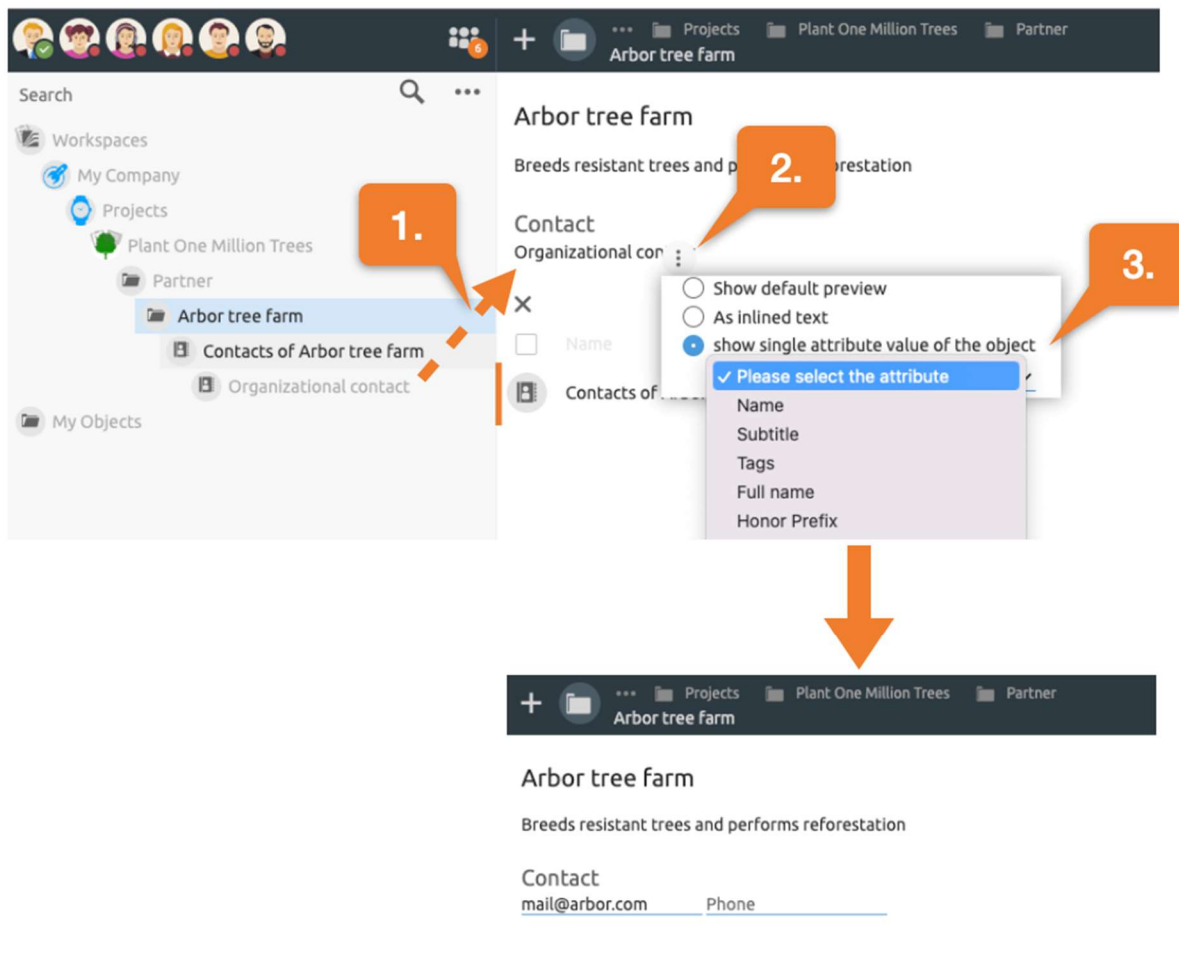 6
Projects Plant One Million Trees Partner
Arbor tree farm
Search
Workspaces
My Company
Projects
Plant One Million Trees
Partner
Arbor tree farm
Contacts of Arbor tree farm
Organizational contact
My Objects
1.
Arbor tree farm
Breeds resistant trees and p restation
2.
Contact
Organizational con
3.
Show default preview
As inlined text
show single attribute value of the object
Name
Please select the attribute
Contacts of
Name
Subtitle
Tags
Full name
Honor Prefix
Projects Plant One Million Trees Partner
Arbor tree farm
Arbor tree farm
Breeds resistant trees and performs reforestation
Contact
mail@arbor.com Phone